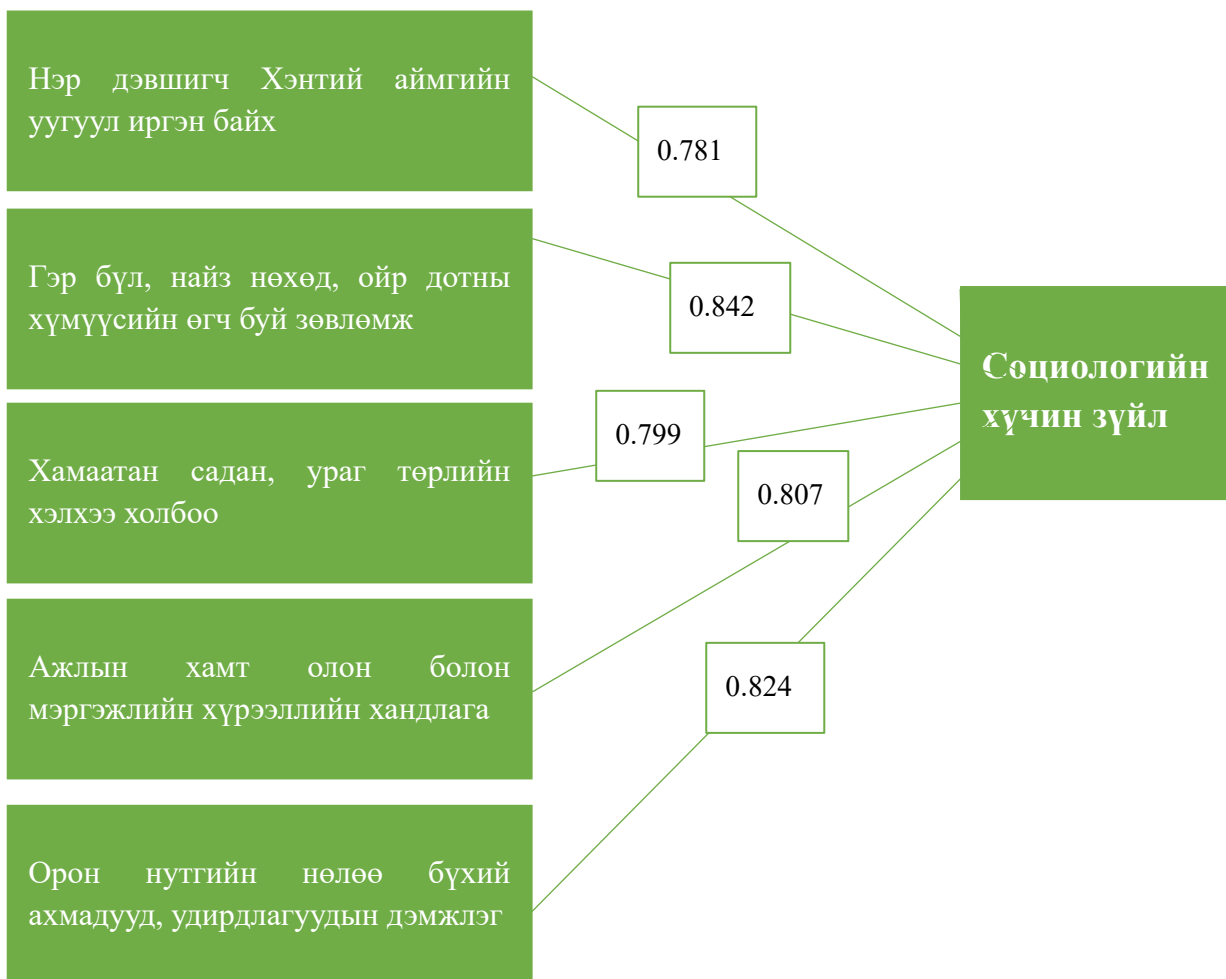 Нэр дэвшигч Хэнтий аймгийн
уугуул иргэн байх
0.781
Гэр бүл, найз нөхөд, ойр дотны
хүмүүсийн өгч буй зөвлөмж
0.842
Социологийн
хүчин зүйл
Хамаатан садан, ураг төрлийн
хэлхээ холбоо
0.799
0.807
Ажлын хамт олон болон
мэргэжлийн хүрээллийн хандлага
0.824
Орон нутгийн нөлөө бүхий
ахмадууд, удирдлагуудын дэмжлэг